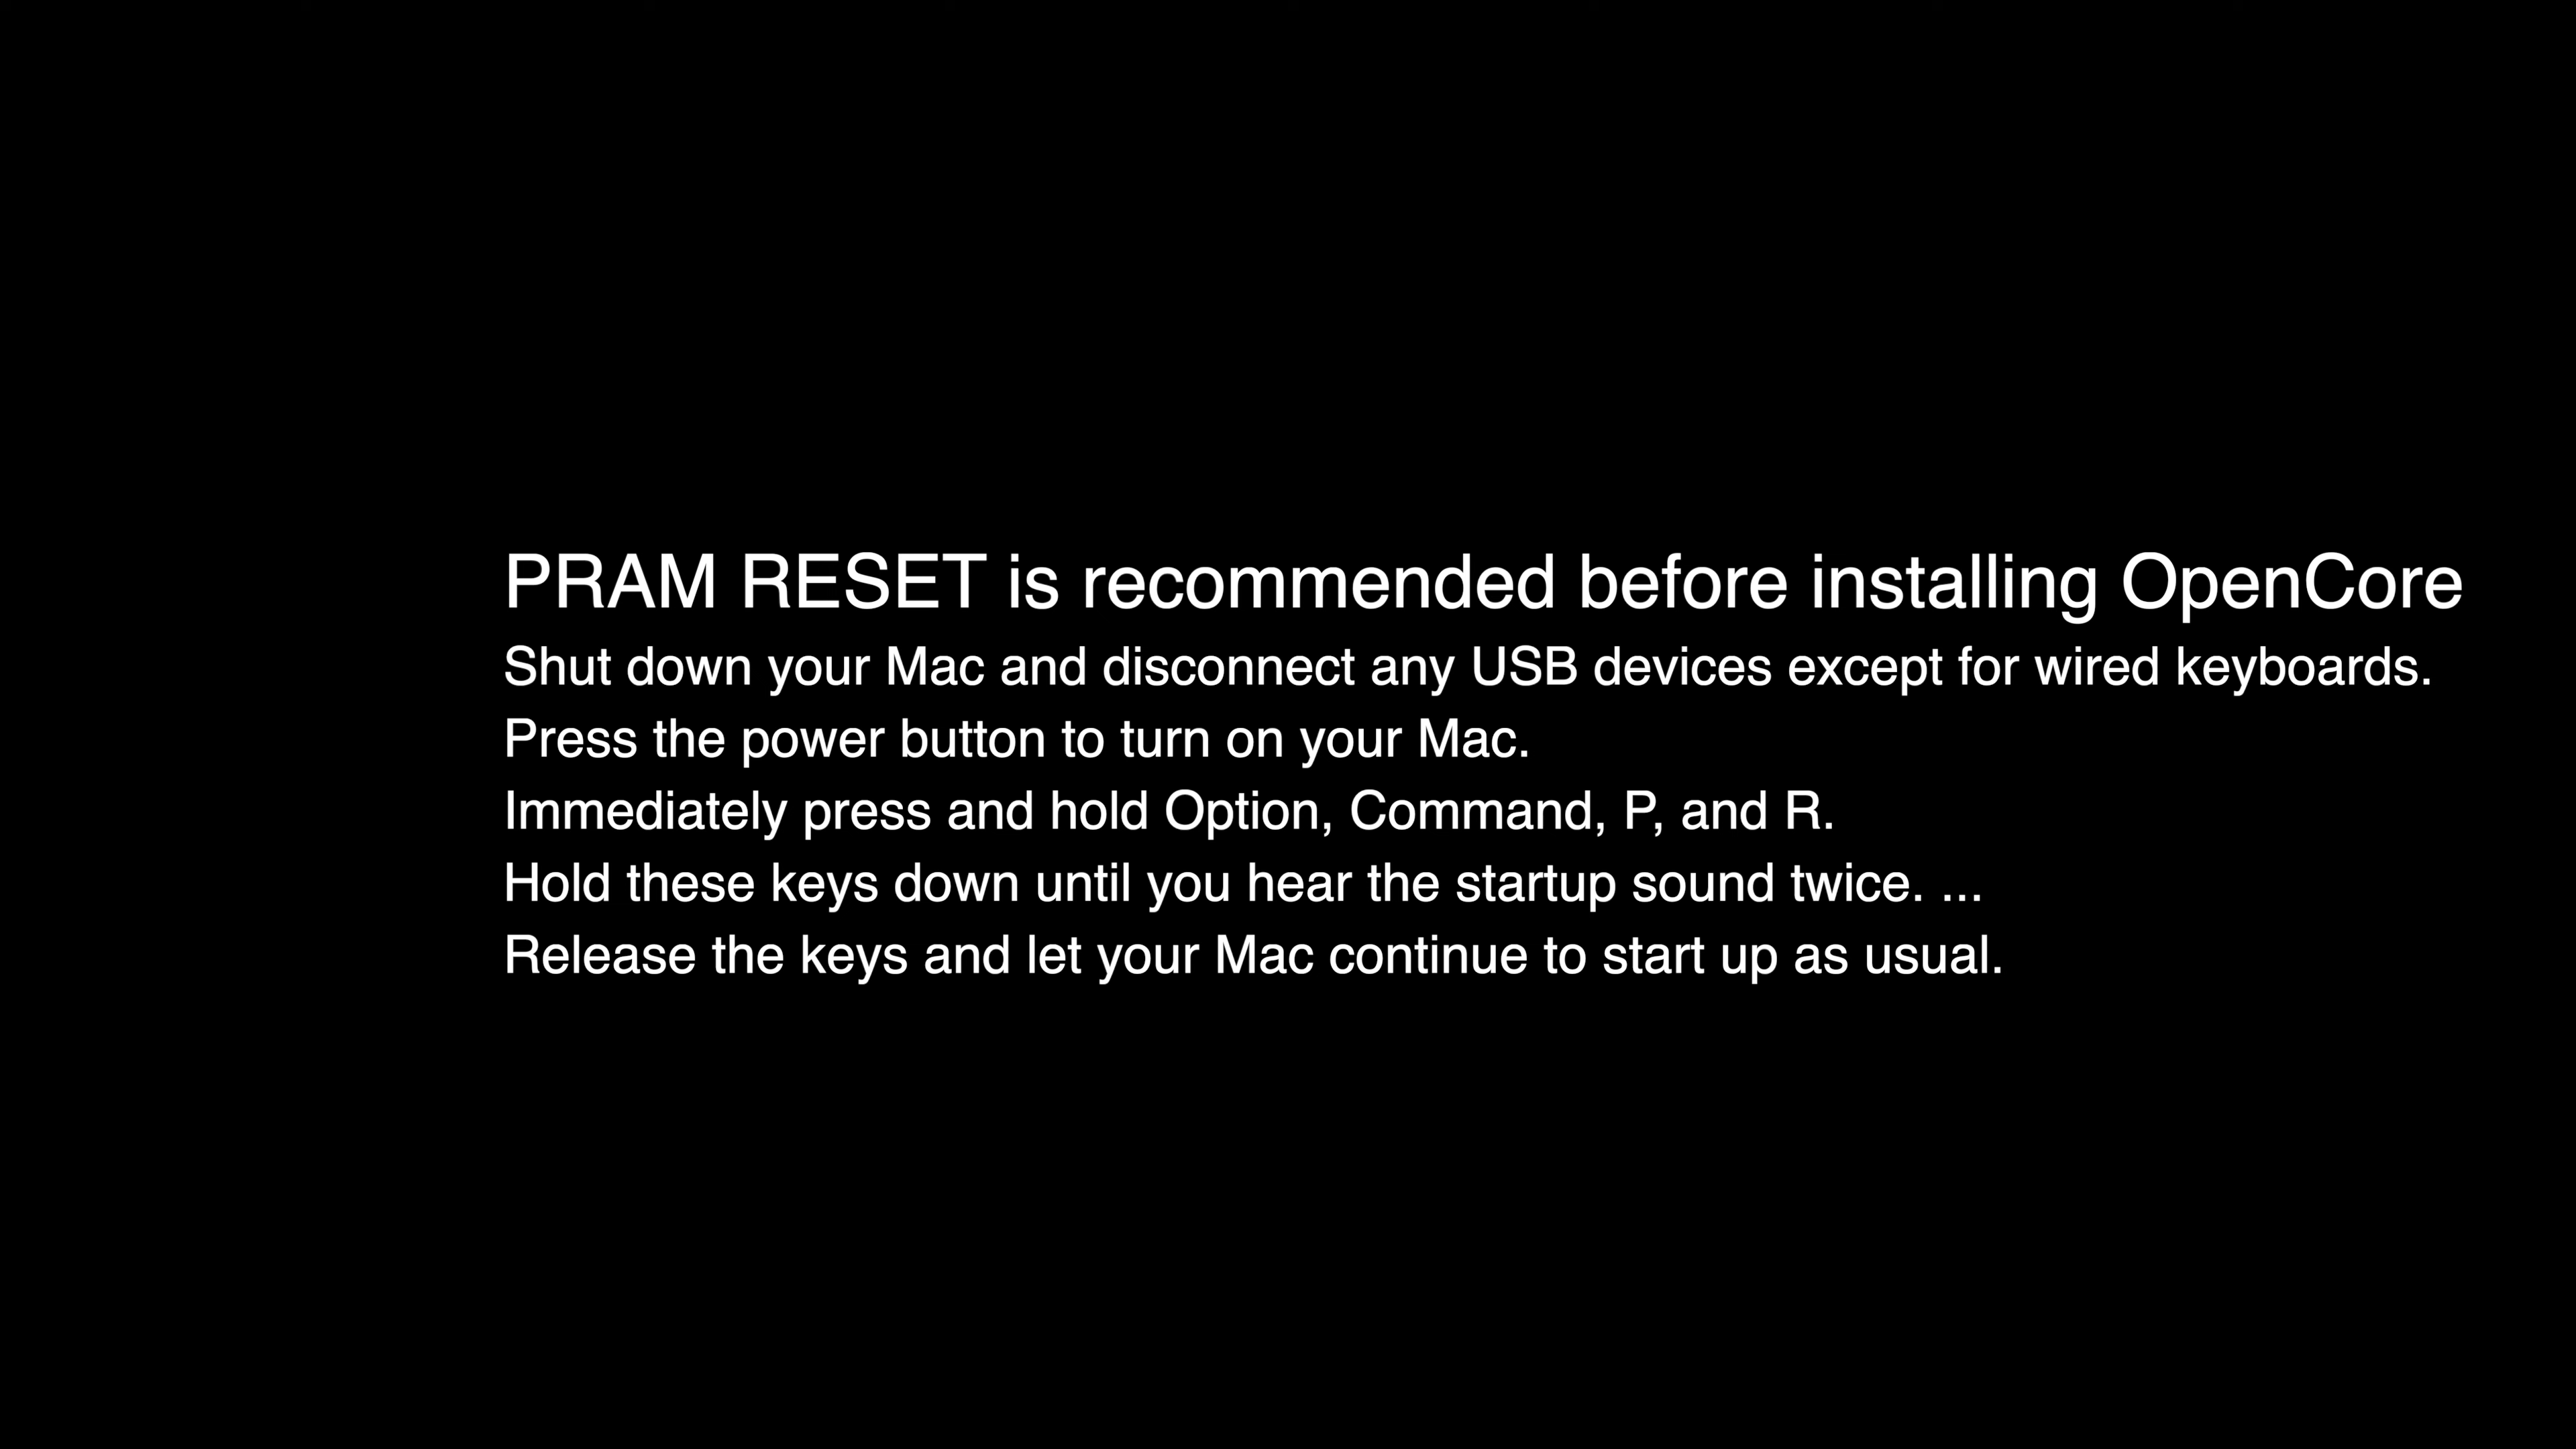 PRAM RESET is recommended before installing OpenCore
Shut down your Mac and disconnect any USB devices except for wired keyboards.
Press the power button to turn on your Mac.
Immediately press and hold Option, Command, P, and R.
Hold these keys down until you hear the startup sound twice. ...
Release the keys and let your Mac continue to start up as usual.